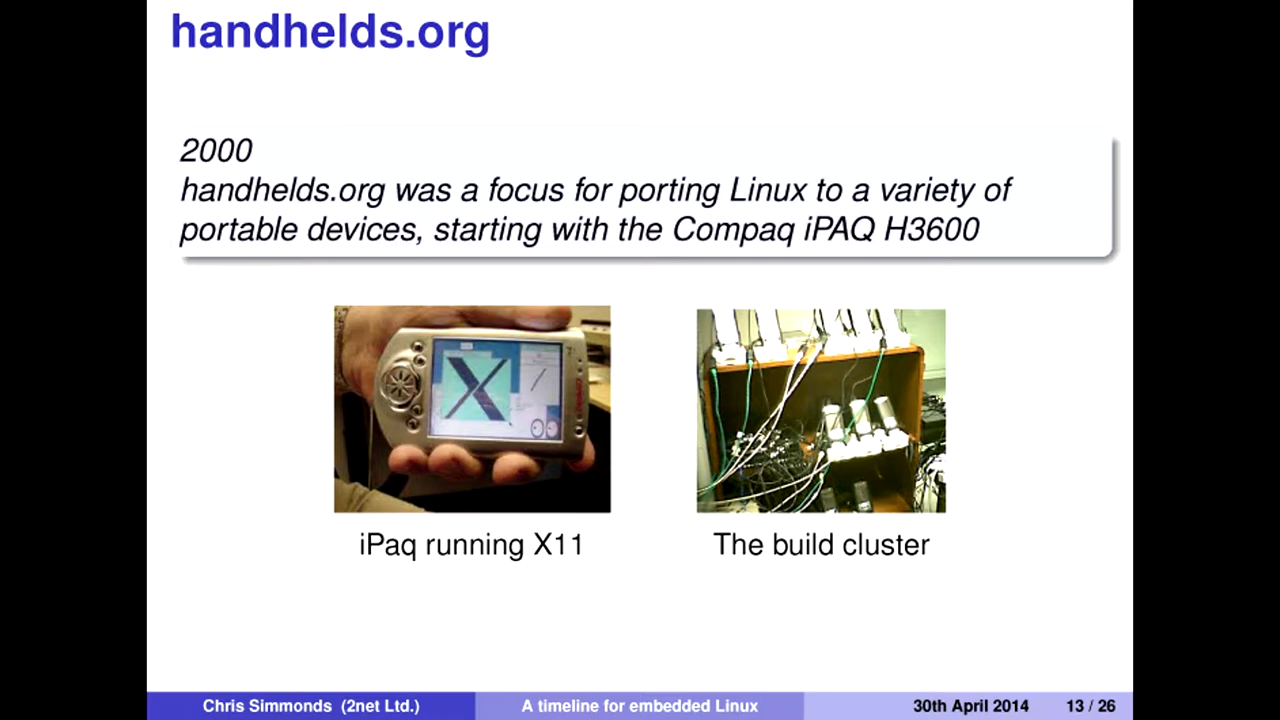 handhelds.org
2000
handhelds.org was a focus for porting Linux to a variety of
portable devices, starting with the Compaq iPAQ H3600
iPaq running X11
The build cluster
Chris Simmonds (2net Ltd.)
A timeline for embedded Linux
30th April 2014
13 / 26